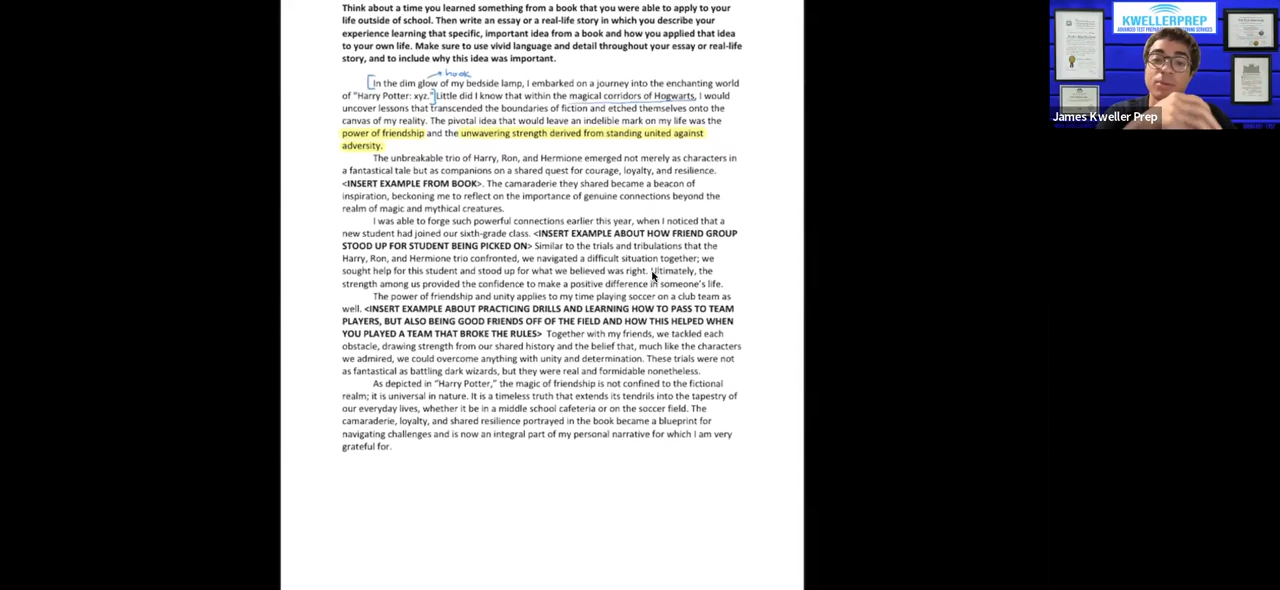 Think about a time you learned something from a book that you were able to apply to your
life outside of school. Then write an essay or a real-life story in which you describe your
experience learning that specific, important idea from a book and how you applied that idea
to your own life. Make sure to use vivid language and detail throughout your essay or real-life
story, and to include why this idea was important.
hook
In the dim glow of my bedside lamp, I embarked on a journey into the enchanting world
of "Harry Potter: xyz." Little did I know that within the magical corridors of Hogwarts, I would
uncover lessons that transcended the boundaries of fiction and etched themselves onto the
canvas of my reality. The pivotal idea that would leave an indelible mark on my life was the
power of friendship and the unwavering strength derived from standing united against
adversity.
The unbreakable trio of Harry, Ron, and Hermione emerged not merely as characters in
a fantastical tale but as companions on a shared quest for courage, loyalty, and resilience.
<INSERT EXAMPLE FROM BOOK>. The camaraderie they shared became a beacon of
inspiration, beckoning me to reflect on the importance of genuine connections beyond the
realm of magic and mythical creatures.
I was able to forge such powerful connections earlier this year, when I noticed that a
new student had joined our sixth-grade class. <INSERT EXAMPLE ABOUT HOW FRIEND GROUP
STOOD UP FOR STUDENT BEING PICKED ON> Similar to the trials and tribulations that the
Harry, Ron, and Hermione trio confronted, we navigated a difficult situation together; we
sought help for this student and stood up for what we believed was right. Ultimately, the
strength among us provided the confidence to make a positive difference in someone's life.
The power of friendship and unity applies to my time playing soccer on a club team as
well. <INSERT EXAMPLE ABOUT PRACTICING DRILLS AND LEARNING HOW TO PASS TO TEAM
PLAYERS, BUT ALSO BEING GOOD FRIENDS OFF OF THE FIELD AND HOW THIS HELPED WHEN
YOU PLAYED A TEAM THAT BROKE THE RULES> Together with my friends, we tackled each
obstacle, drawing strength from our shared history and the belief that, much like the characters
we admired, we could overcome anything with unity and determination. These trials were not
as fantastical as battling dark wizards, but they were real and formidable nonetheless.
As depicted in "Harry Potter," the magic of friendship is not confined to the fictional
realm; it is universal in nature. It is a timeless truth that extends its tendrils into the tapestry of
our everyday lives, whether it be in a middle school cafeteria or on the soccer field. The
camaraderie, loyalty, and shared resilience portrayed in the book became a blueprint for
navigating challenges and is now an integral part of my personal narrative for which I am very
grateful for.
KWELLERPREP
James Kweller Prep